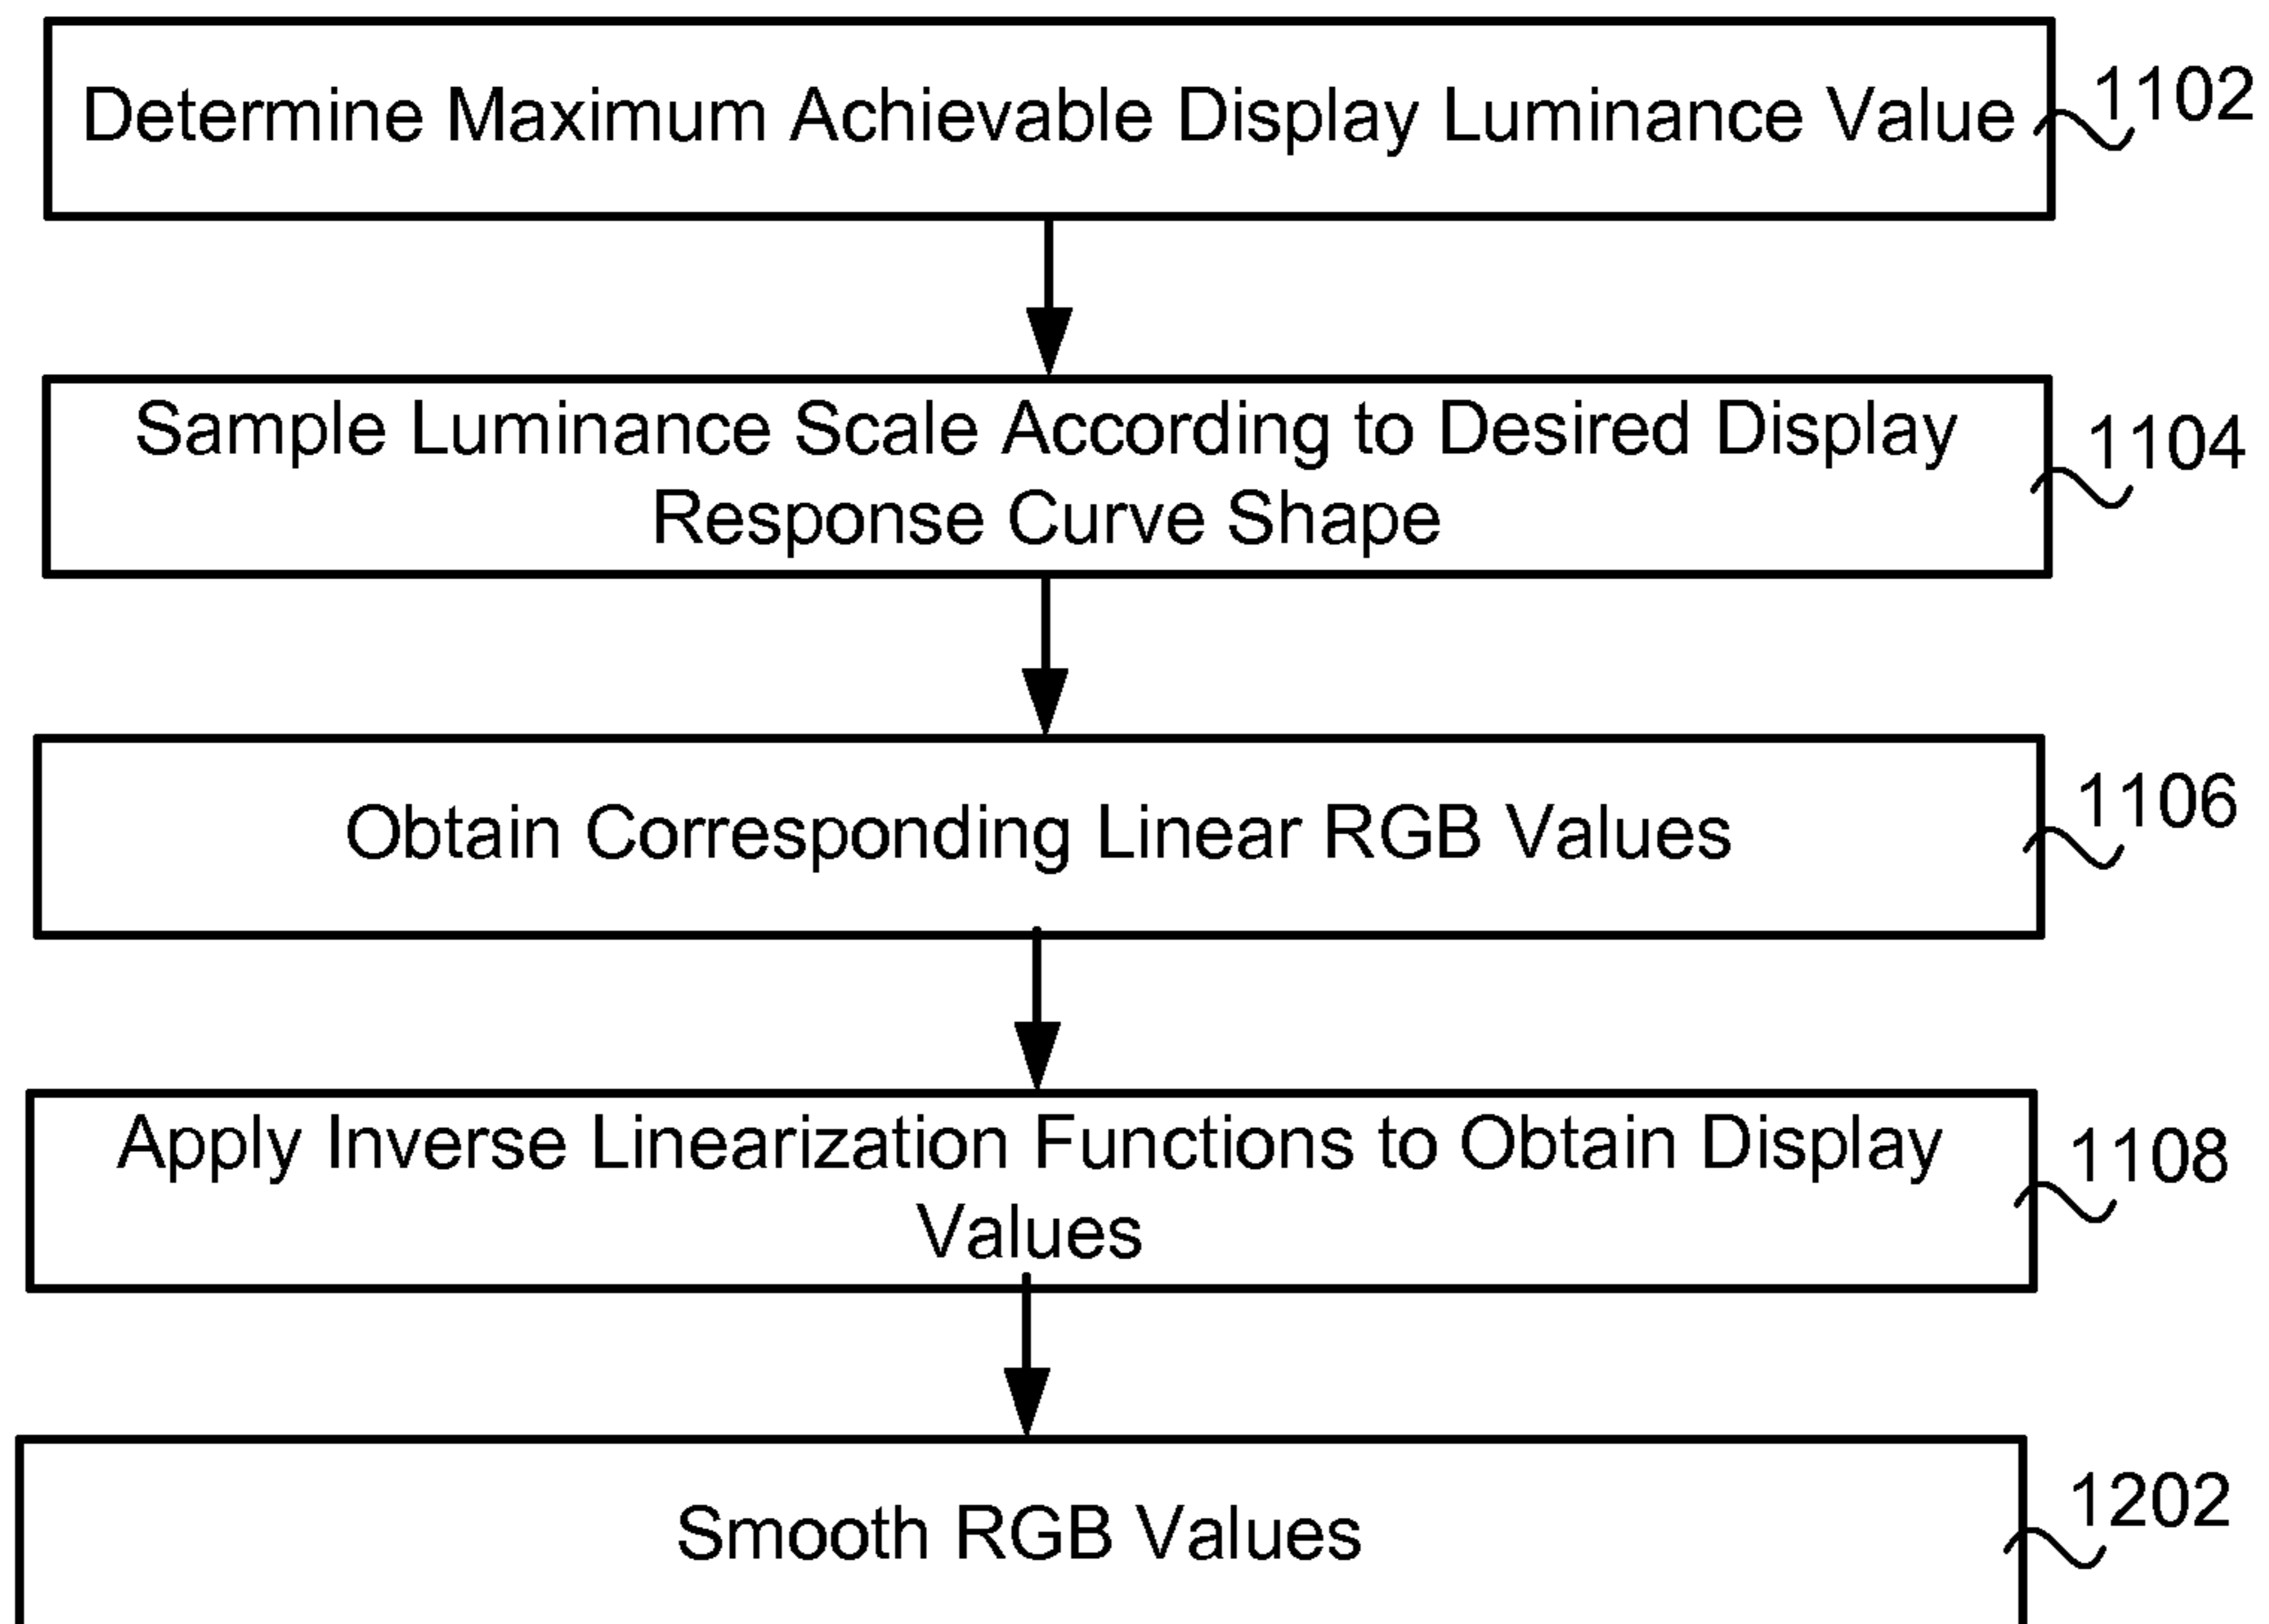 Determine Maximum Achievable Display Luminance Value
1102
Sample Luminance Scale According to Desired Display
Response Curve Shape
1104
Obtain Corresponding Linear RGB Values
1106
Apply Inverse Linearization Functions to Obtain Display
Values
1108
Smooth RGB Values
1202